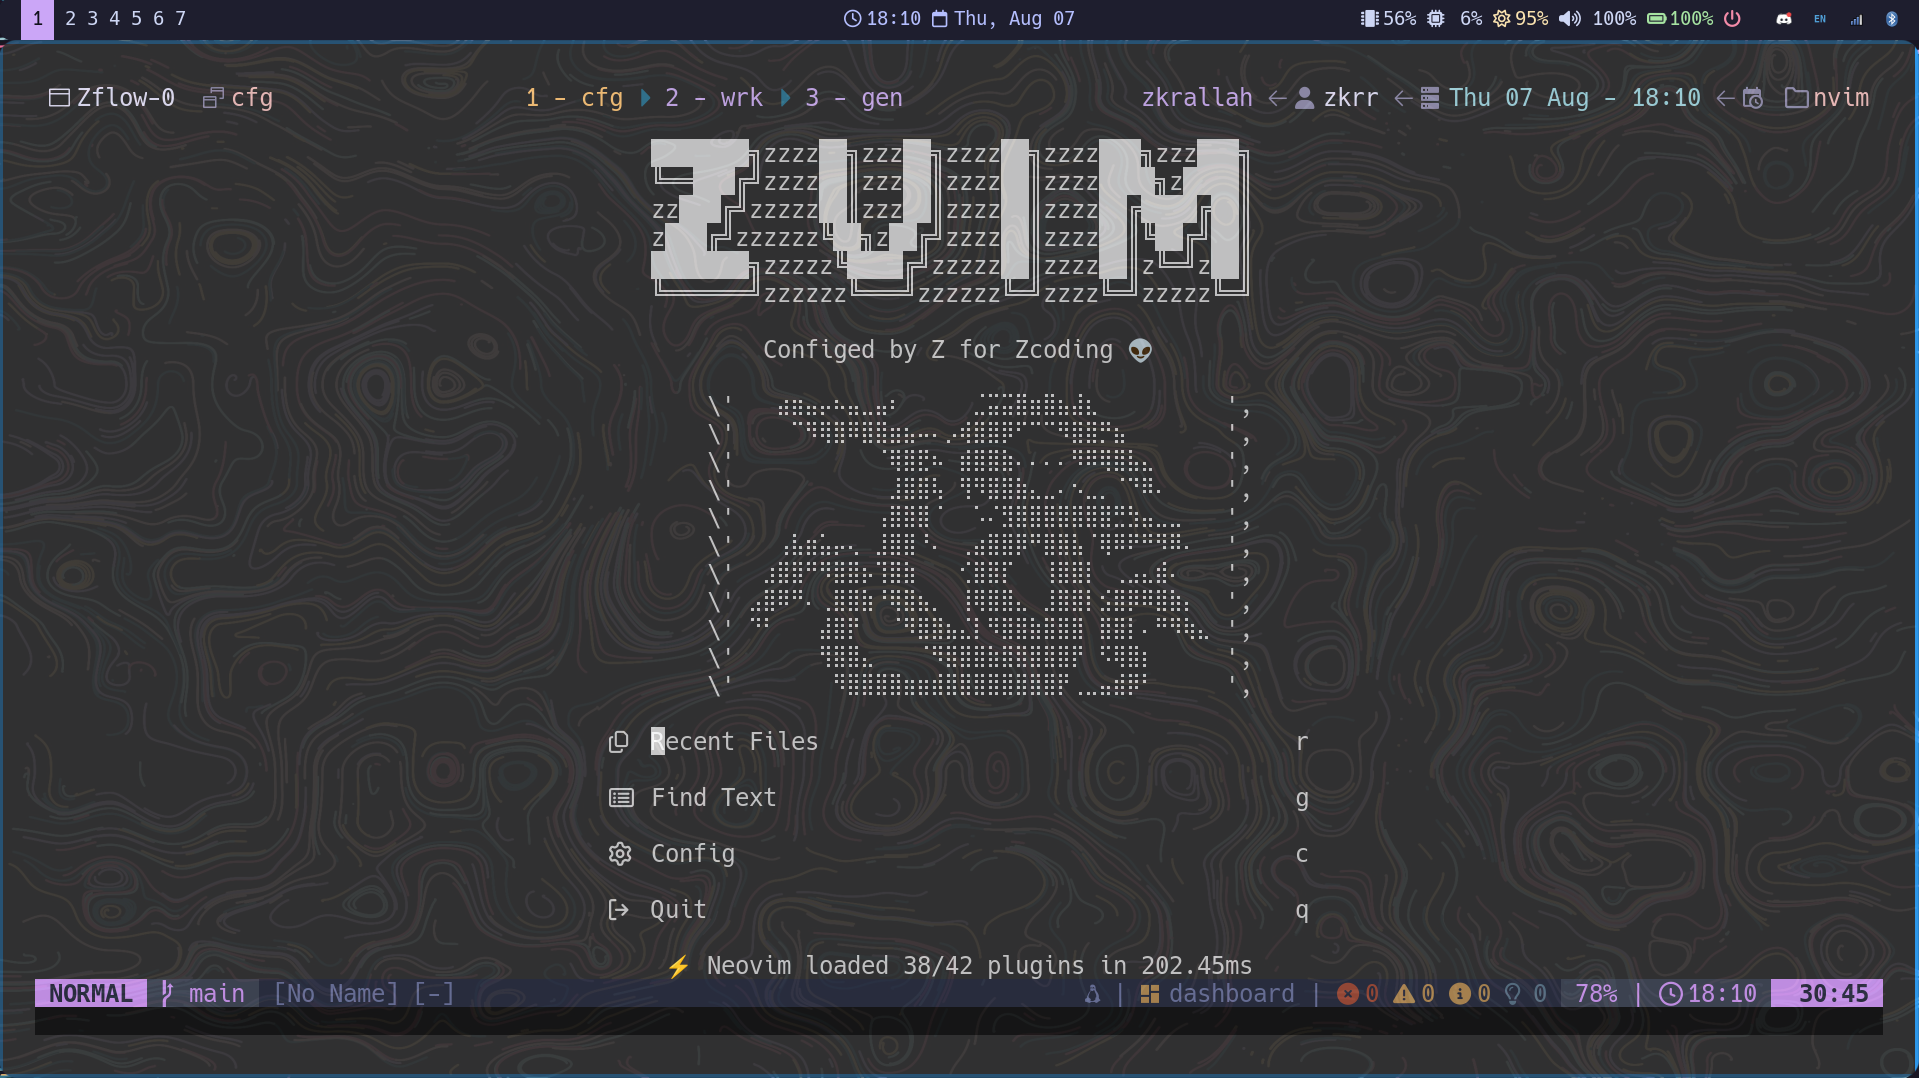 1 2 3 4 5 6 7 18:10 Thu, Aug 07 56% 6% 95% 100% 100% EN
Zflow-0 cfg 1 - cfg 2 - wrk 3 - gen zkrallah zkrr Thu 07 Aug - 18:10 nvim
ZVIM
Configed by Z for Zcoding 👽
Recent Files r
Find Text g
Config c
Quit q
⚡ Neovim loaded 38/42 plugins in 202.45ms
NORMAL main [No Name] [-] | dashboard | 0 0 0 0 78% | 18:10 30:45